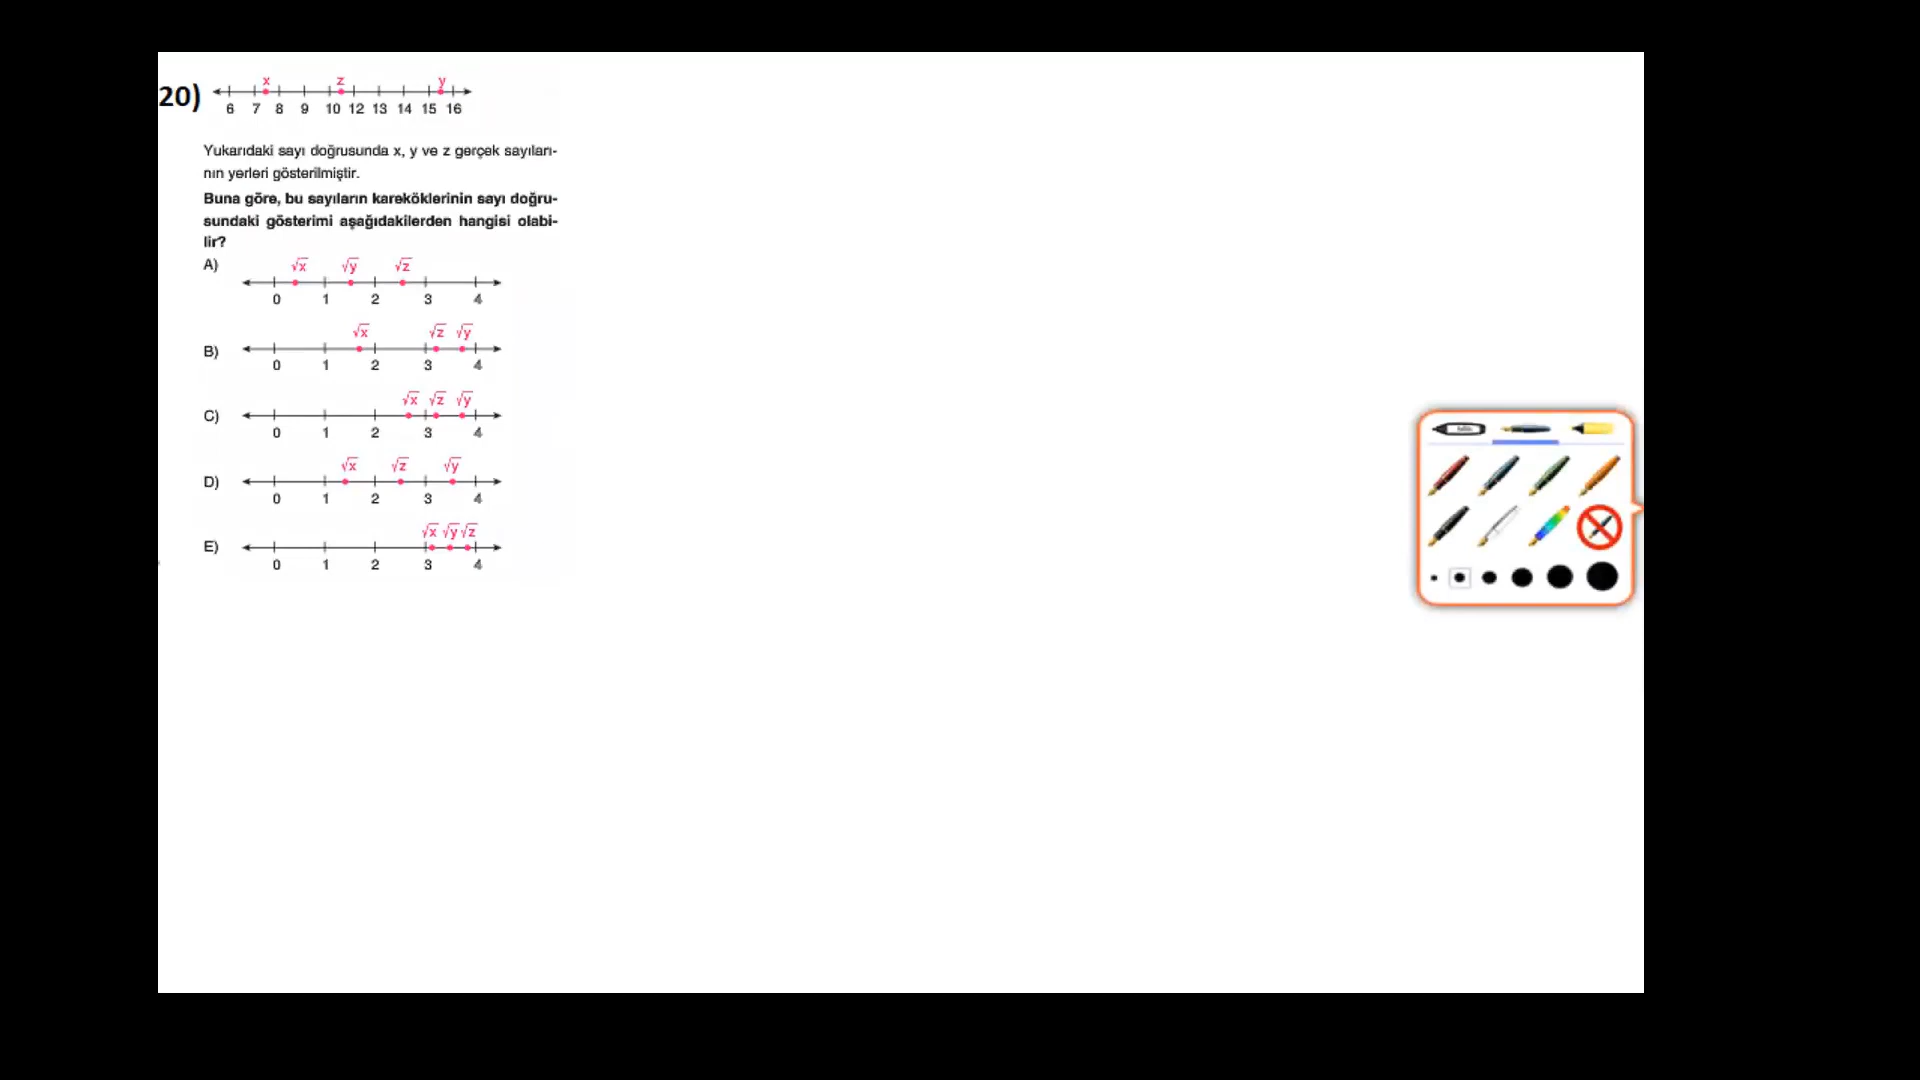 x z y
20)
6 7 8 9 10 12 13 14 15 16
Yukarıdaki sayı doğrusunda x, y ve z gerçek sayıları-
nın yerleri gösterilmiştir.
Buna göre, bu sayıların kareköklerinin sayı doğru-
sundaki gösterimi aşağıdakilerden hangisi olabi-
lir?
A) √x √y √z
0 1 2 3 4
B) √x √z √y
0 1 2 3 4
C) √x √z √y
0 1 2 3 4
D) √x √z √y
0 1 2 3 4
E) √x √y √z
0 1 2 3 4